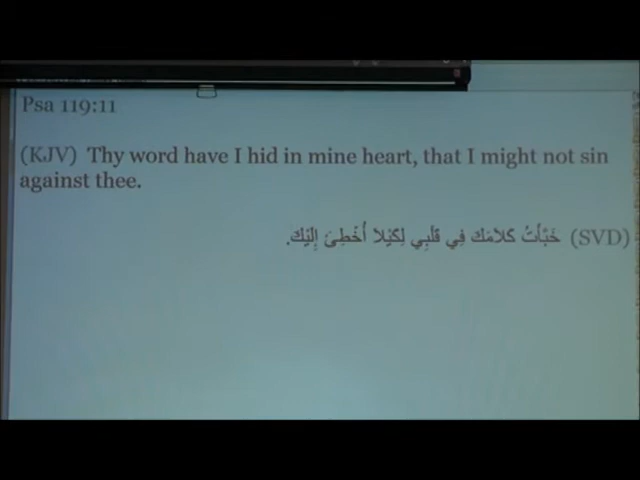 Psa 119:11
(KJV) Thy word have I hid in mine heart, that I might not sin
against thee.
(SVD) خَبَّأْتُ كَلاَمَكَ فِي قَلْبِي لِكَيْلاَ أُخْطِئَ إِلَيْكَ.